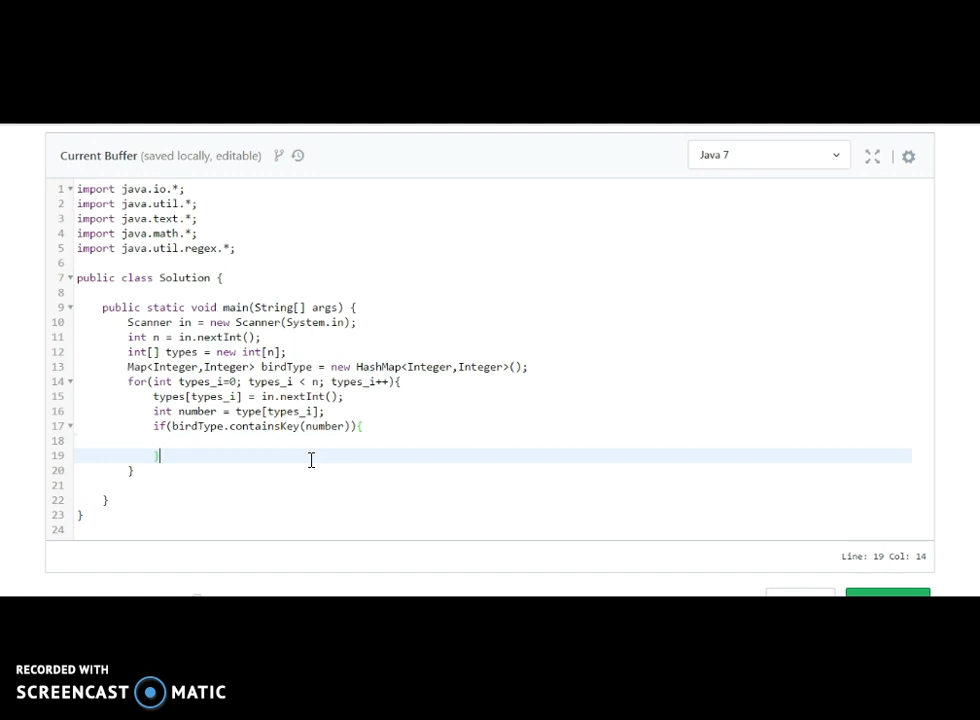 Current Buffer (saved locally, editable)
Java 7
1 import java.io.*;
2 import java.util.*;
3 import java.text.*;
4 import java.math.*;
5 import java.util.regex.*;
6
7 public class Solution {
8
9 public static void main(String[] args) {
10 Scanner in = new Scanner(System.in);
11 int n = in.nextInt();
12 int[] types = new int[n];
13 Map<Integer,Integer> birdType = new HashMap<Integer,Integer>();
14 for(int types_i=0; types_i < n; types_i++){
15 types[types_i] = in.nextInt();
16 int number = type[types_i];
17 if(birdType.containsKey(number)){
18
19 }
20 }
21
22 }
23 }
24
Line: 19 Col: 14
RECORDED WITH
SCREENCAST MATIC